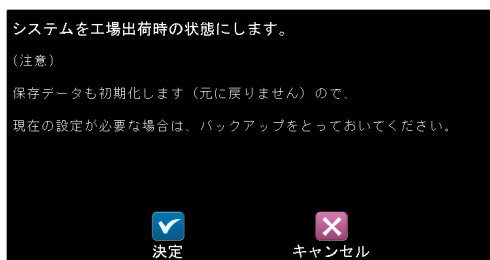 システムを工場出荷時の状態にします。
(注意)
保存データも初期化します(元に戻りません)ので、
現在の設定が必要な場合は、バックアップをとっておいてください。
決定
キャンセル